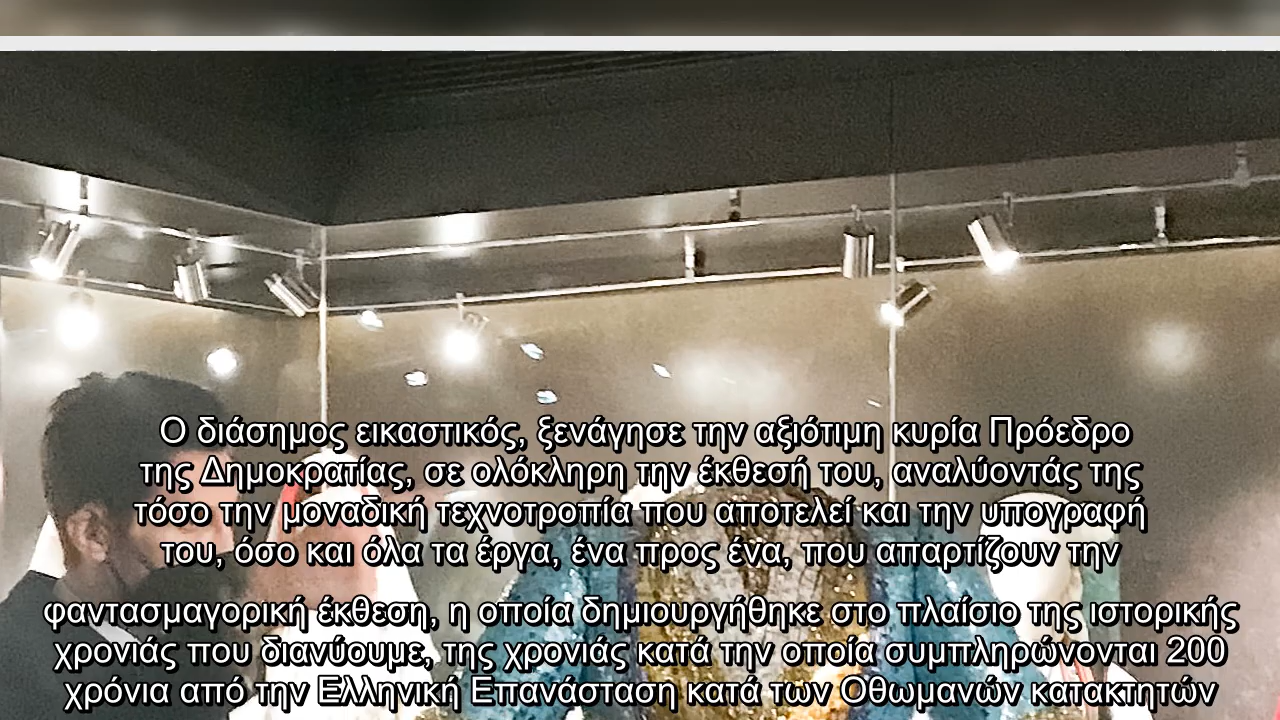 Ο διάσημος εικαστικός, ξενάγησε την αξιότιμη κυρία Πρόεδρο
της Δημοκρατίας, σε ολόκληρη την έκθεσή του, αναλύοντάς της
τόσο την μοναδική τεχνοτροπία που αποτελεί και την υπογραφή
του, όσο και όλα τα έργα, ένα προς ένα, που απαρτίζουν την
φαντασμαγορική έκθεση, η οποία δημιουργήθηκε στο πλαίσιο της ιστορικής
χρονιάς που διανύουμε, της χρονιάς κατά την οποία συμπληρώνονται 200
χρόνια από την Ελληνική Επανάσταση κατά των Οθωμανών κατακτητών